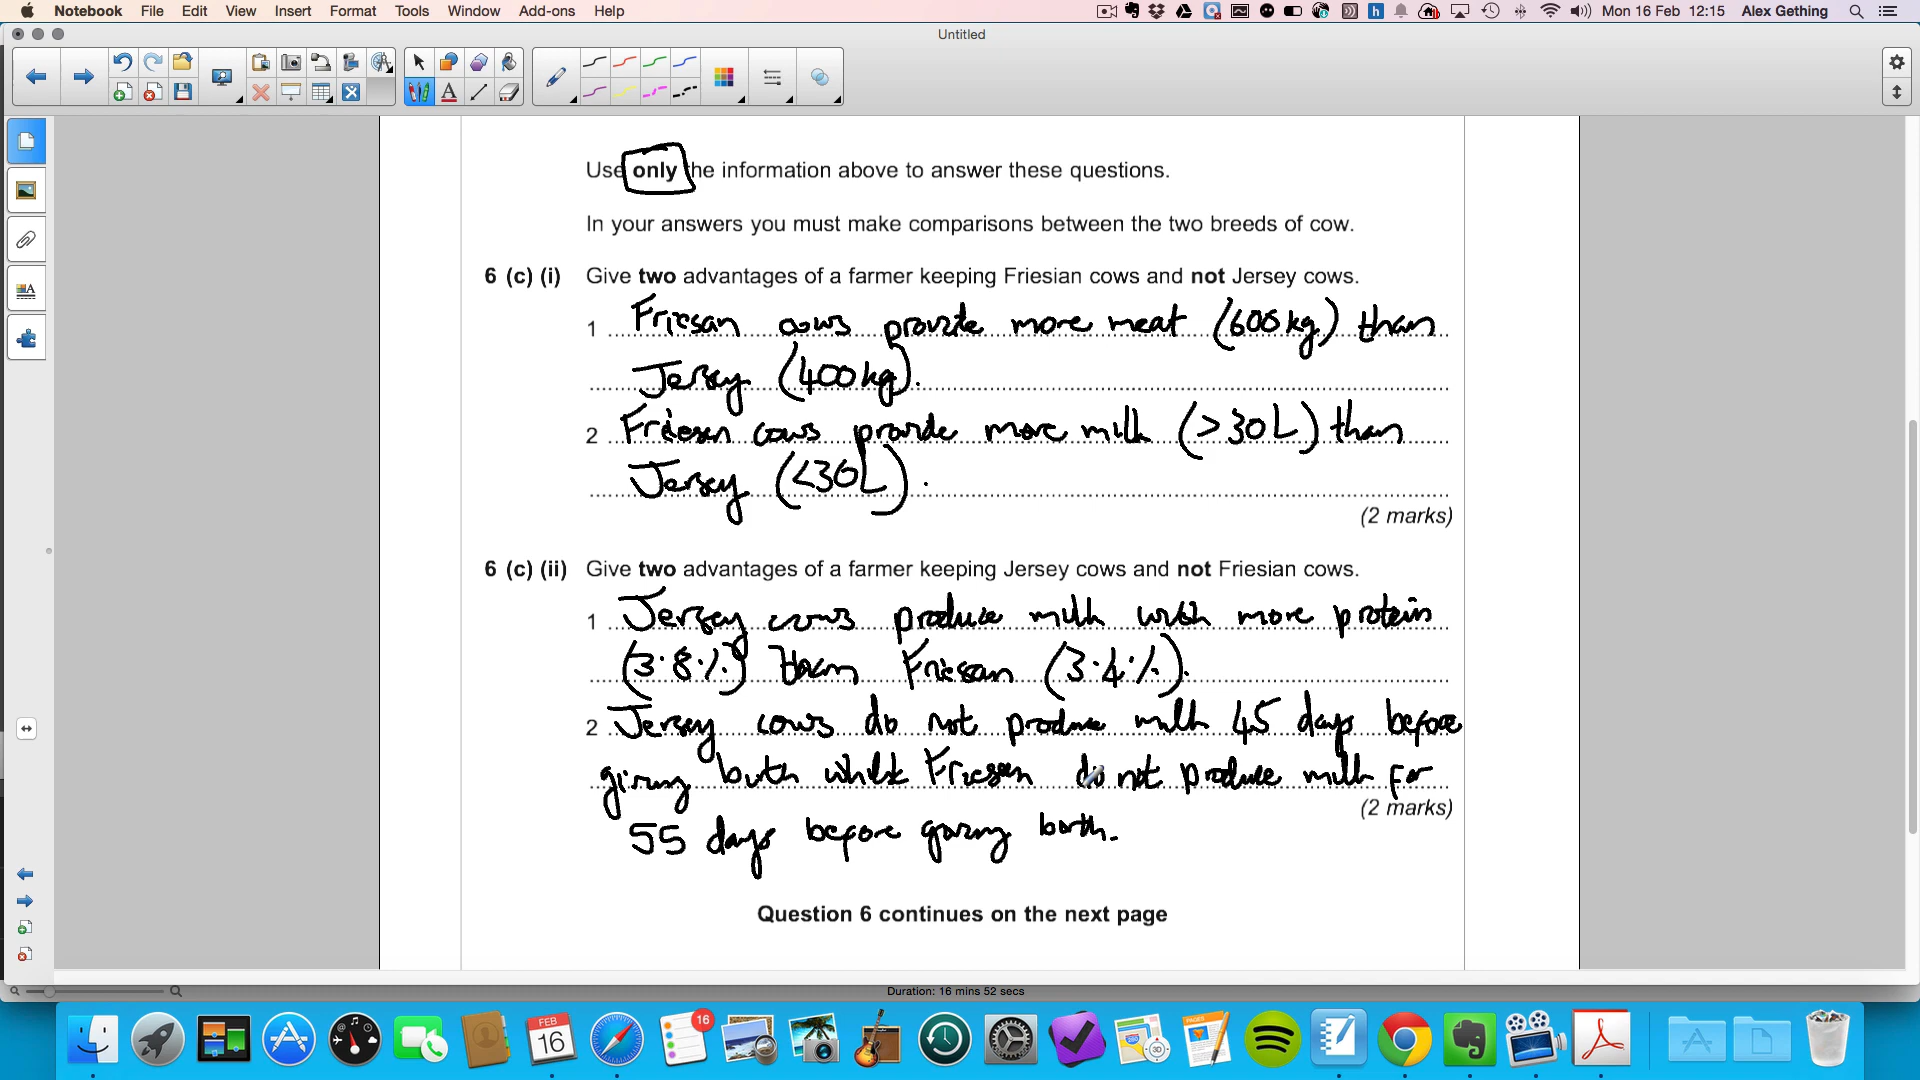 Notebook File Edit View Insert Format Tools Window Add-ons Help Mon 16 Feb 12:15 Alex Gething
Untitled
Use only the information above to answer these questions.
In your answers you must make comparisons between the two breeds of cow.
6 (c) (i) Give two advantages of a farmer keeping Friesian cows and not Jersey cows.
1 Friesan cows provide more meat (600kg) than
Jersey (400kg).
2 Friesen cows provide more milk (>30L) than
Jersey (<30L).
(2 marks)
6 (c) (ii) Give two advantages of a farmer keeping Jersey cows and not Friesian cows.
1 Jersey cows produce milk with more protein
(3.8%) than Friesan (3.4%).
2 Jersey cows do not produce milk 45 days before
giving birth whilst Friesen do not produce milk for
(2 marks)
55 days before giving birth.
Question 6 continues on the next page
Duration: 16 mins 52 secs
FEB
16
16